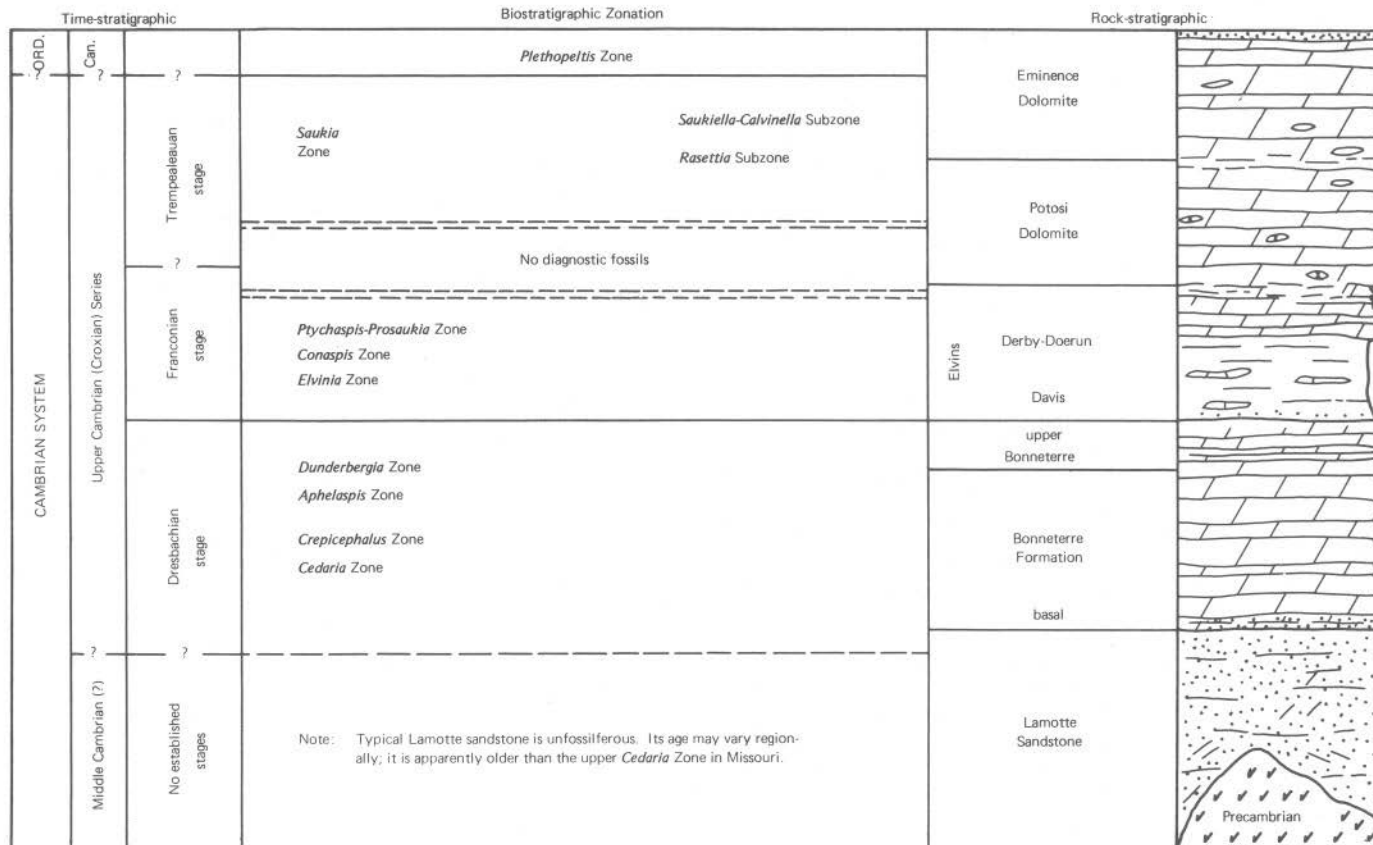 Time-stratigraphic
Biostratigraphic Zonation
Rock-stratigraphic
ORD.
?
CAMBRIAN SYSTEM
Can.
?
Upper Cambrian (Croxian) Series
?
Middle Cambrian (?)
?
Trempealeauan
stage
?
Franconian
stage
Dresbachian
stage
?
No established
stages
Plethopeltis Zone
Saukia
Zone
Saukiella-Calvinella Subzone
Rasettia Subzone
No diagnostic fossils
Ptychaspis-Prosaukia Zone
Conaspis Zone
Elvinia Zone
Dunderbergia Zone
Aphelaspis Zone
Crepicephalus Zone
Cedaria Zone
Note: Typical Lamotte sandstone is unfossilferous. Its age may vary region-
ally; it is apparently older than the upper Cedaria Zone in Missouri.
Eminence
Dolomite
Potosi
Dolomite
Elvins
Derby-Doerun
Davis
upper
Bonneterre
Bonneterre
Formation
basal
Lamotte
Sandstone
Precambrian